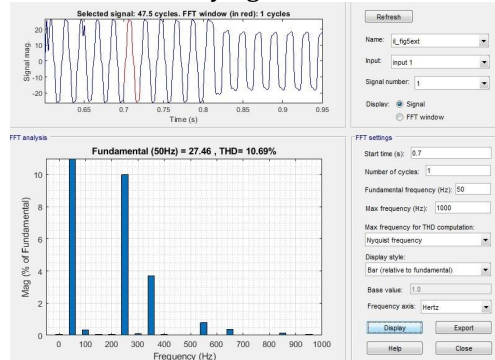 Selected signal: 47.5 cycles. FFT window (in red): 1 cycles
Signal mag.
20
10
0
-10
-20
0.65
0.7
0.75
0.8
0.85
0.9
0.95
Time (s)
Refresh
Name: il_fig5ext
Input: input 1
Signal number: 1
Display: Signal
FFT window
FFT analysis
Fundamental (50Hz) = 27.46 , THD= 10.69%
Mag (% of Fundamental)
10
8
6
4
2
0
0
100
200
300
400
500
600
700
800
900
1000
Frequency (Hz)
FFT settings
Start time (s): 0.7
Number of cycles: 1
Fundamental frequency (Hz): 50
Max frequency (Hz): 1000
Max frequency for THD computation:
Nyquist frequency
Display style:
Bar (relative to fundamental)
Base value: 1.0
Frequency axis: Hertz
Display
Export
Help
Close